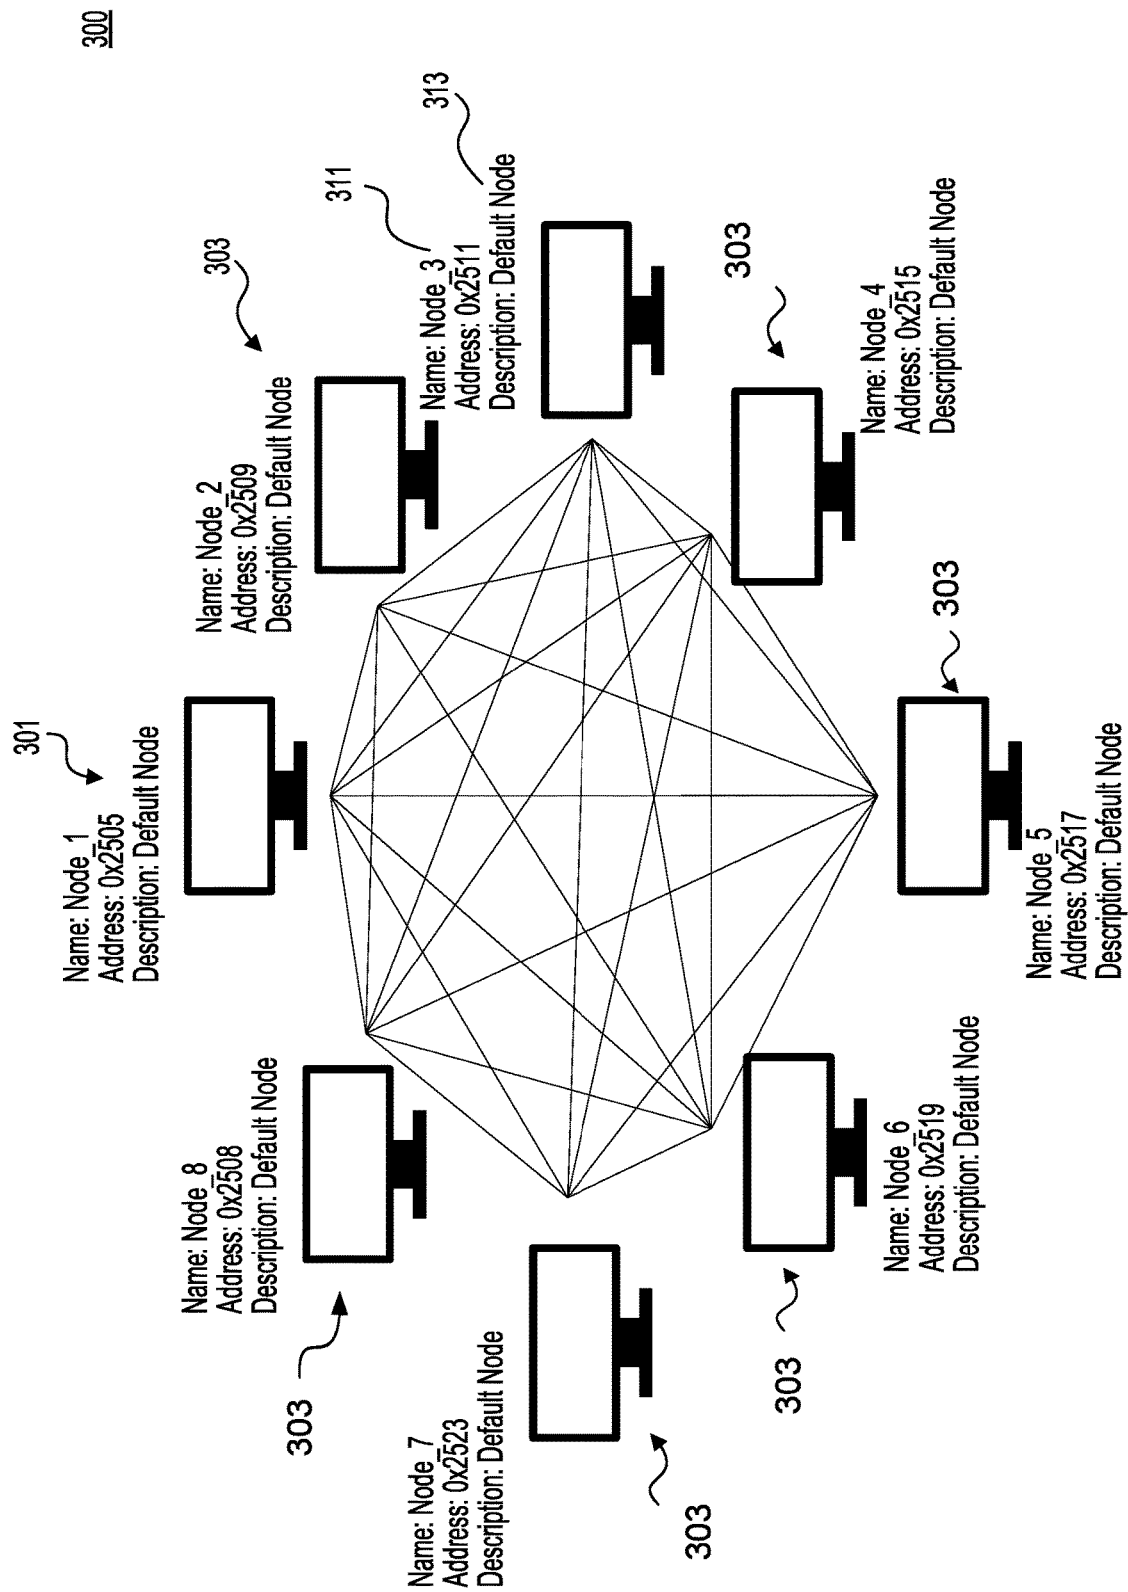 300
301
Name: Node_1
Address: 0x2505
Description: Default Node
303
Name: Node_2
Address: 0x2509
Description: Default Node
311
313
Name: Node_3
Address: 0x2511
Description: Default Node
303
Name: Node_4
Address: 0x2515
Description: Default Node
303
Name: Node_5
Address: 0x2517
Description: Default Node
303
Name: Node_6
Address: 0x2519
Description: Default Node
303
Name: Node_7
Address: 0x2523
Description: Default Node
303
Name: Node_8
Address: 0x2508
Description: Default Node